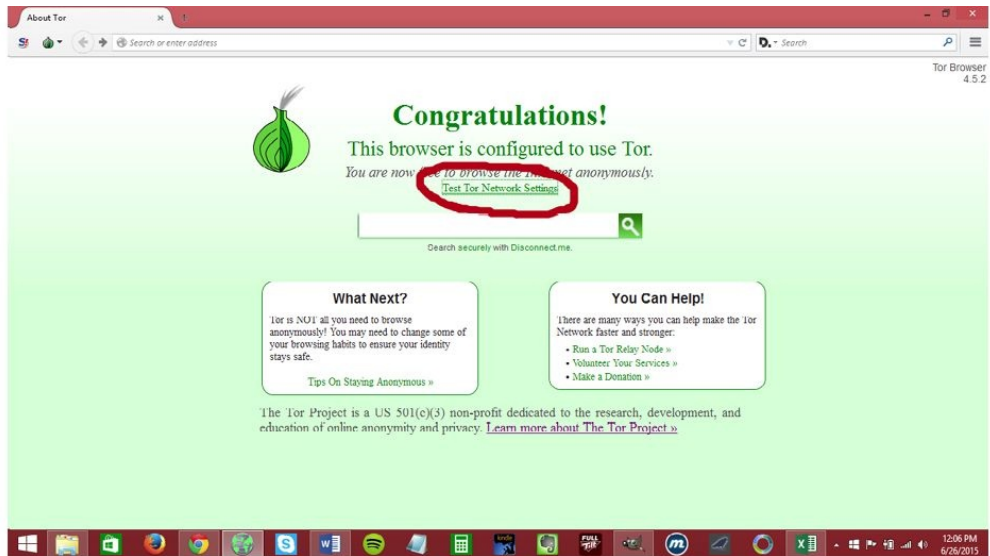 About Tor
Search or enter address
Search
Tor Browser
4.5.2
Congratulations!
This browser is configured to use Tor.
You are now free to browse the Internet anonymously.
Test Tor Network Settings
Search securely with Disconnect.me.
What Next?
Tor is NOT all you need to browse
anonymously! You may need to change some of
your browsing habits to ensure your identity
stays safe.
Tips On Staying Anonymous »
You Can Help!
There are many ways you can help make the Tor
Network faster and stronger:
• Run a Tor Relay Node »
• Volunteer Your Services »
• Make a Donation »
The Tor Project is a US 501(c)(3) non-profit dedicated to the research, development, and
education of online anonymity and privacy. Learn more about The Tor Project »
kindle
FULL
TILT
12:06 PM
6/26/2015